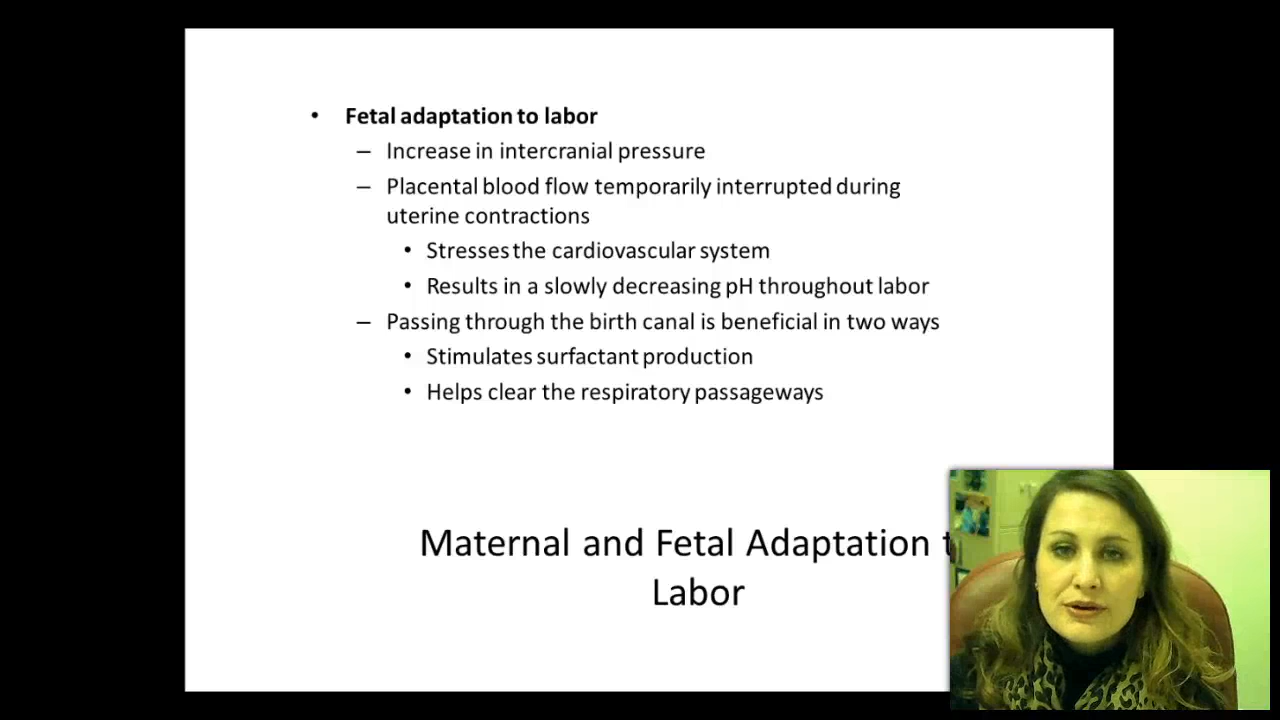 • Fetal adaptation to labor
– Increase in intercranial pressure
– Placental blood flow temporarily interrupted during
uterine contractions
• Stresses the cardiovascular system
• Results in a slowly decreasing pH throughout labor
– Passing through the birth canal is beneficial in two ways
• Stimulates surfactant production
• Helps clear the respiratory passageways
Maternal and Fetal Adaptation
Labor